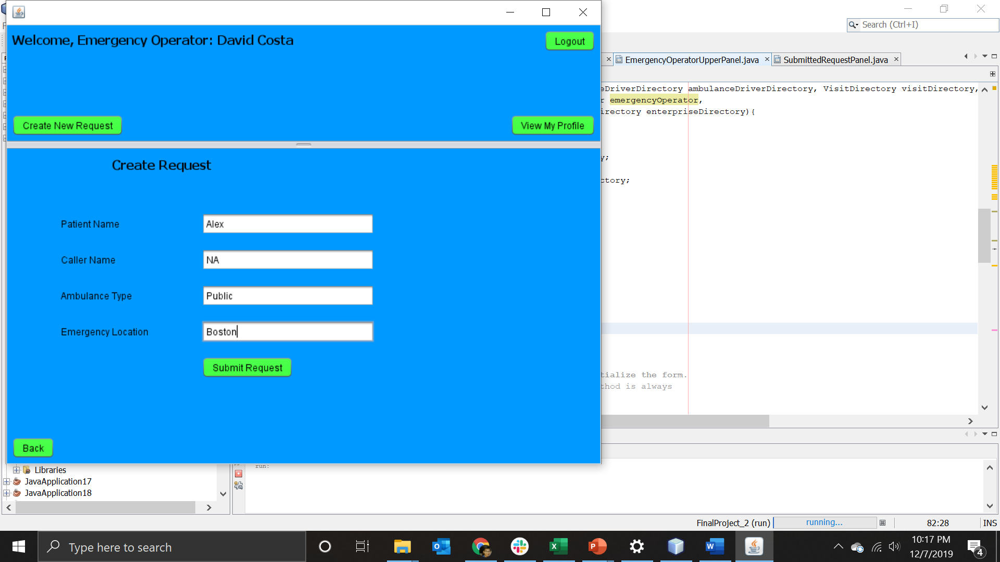 Welcome, Emergency Operator: David Costa
Logout
Create New Request
View My Profile
Create Request
Patient Name
Alex
Caller Name
NA
Ambulance Type
Public
Emergency Location
Boston
Submit Request
Back
Search (Ctrl+I)
EmergencyOperatorUpperPanel.java
SubmittedRequestPanel.java
eDriverDirectory ambulanceDriverDirectory, VisitDirectory visitDirectory,
r emergencyOperator,
irectory enterpriseDirectory){
y;
ctory;
tialize the form.
thod is always
Libraries
JavaApplication17
JavaApplication18
run:
FinalProject_2 (run)
running...
82:28
INS
Type here to search
10:17 PM
12/7/2019
4